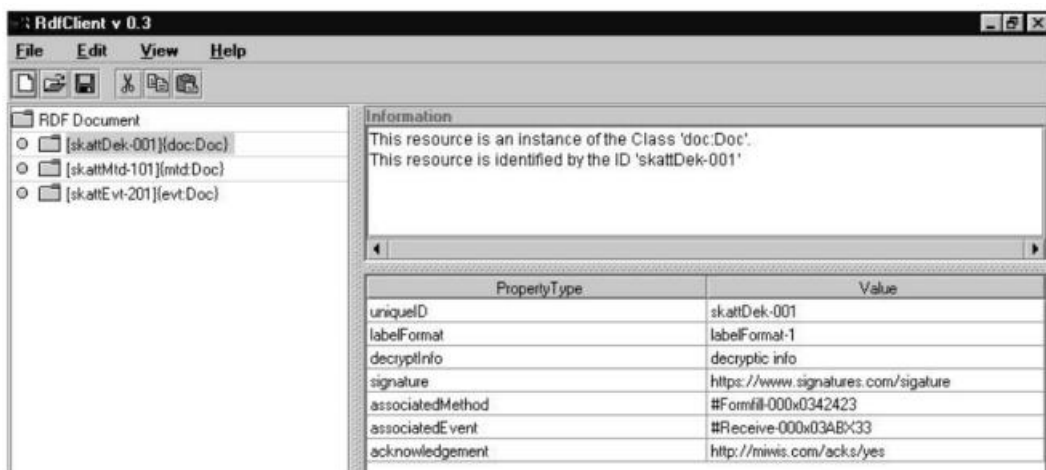 RdfClient v 0.3
File Edit View Help
RDF Document
[skattDek-001]{doc:Doc}
[skattMtd-101]{mtd:Doc}
[skattEvt-201]{evt:Doc}
Information
This resource is an instance of the Class 'doc:Doc'.
This resource is identified by the ID 'skattDek-001'
PropertyType Value
uniqueID skattDek-001
labelFormat labelFormat-1
decryptInfo decryptic info
signature https://www.signatures.com/sigature
associatedMethod #Formfill-000x0342423
associatedEvent #Receive-000x03ABX33
acknowledgement http://miwis.com/acks/yes